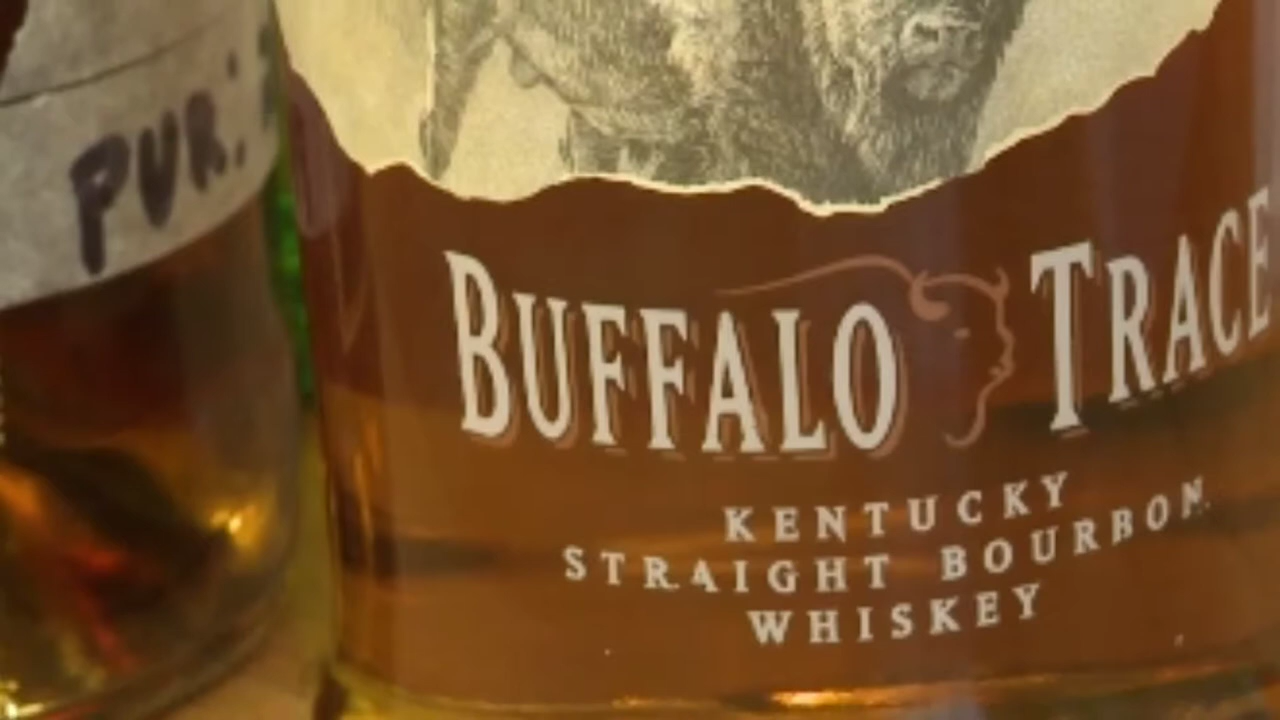 PUR.
BUFFALO TRACE
KENTUCKY
STRAIGHT BOURBON
WHISKEY